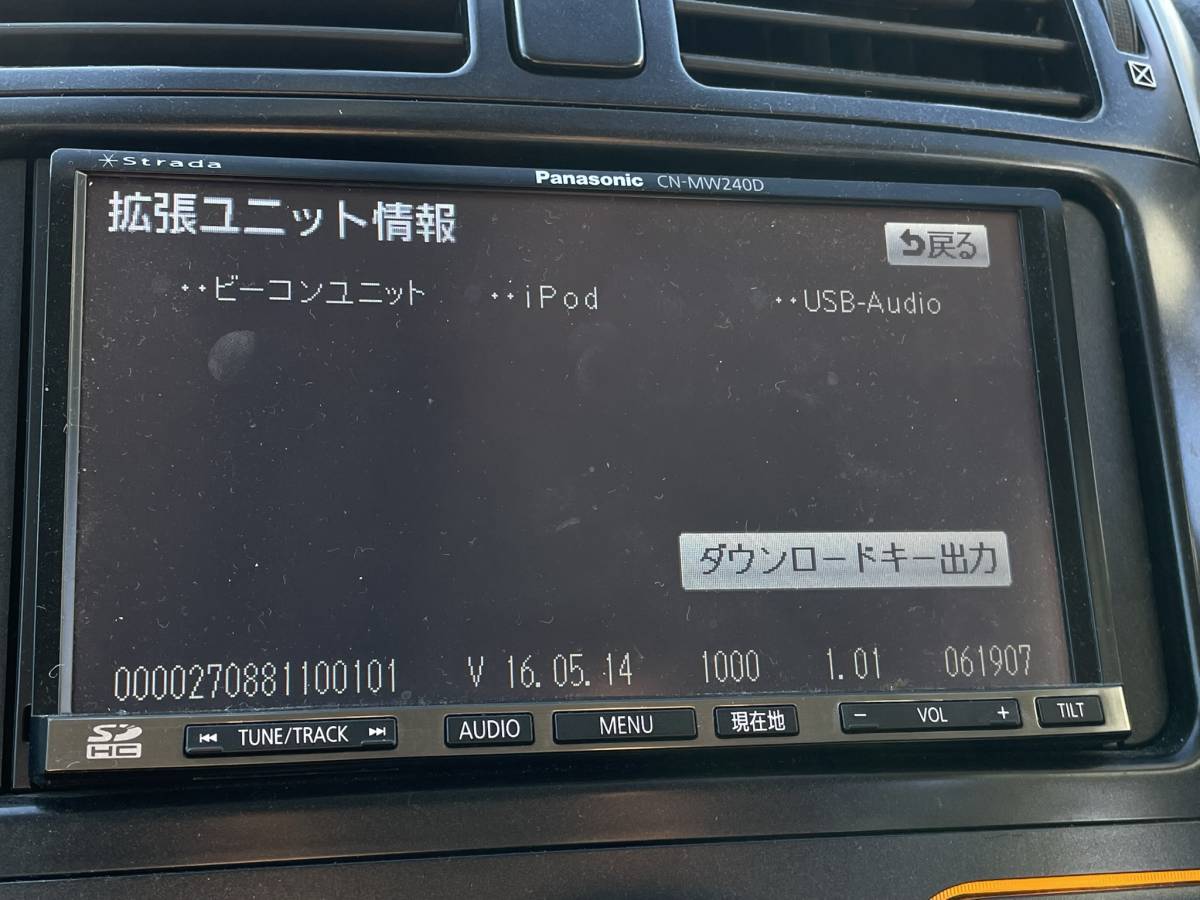 Strada
Panasonic CN-MW240D
拡張ユニット情報
戻る
··ビーコンユニット ··iPod ··USB-Audio
ダウンロードキー出力
0000270881100101 V 16.05.14 1000 1.01 061907
SD HC TUNE/TRACK AUDIO MENU 現在地 − VOL + TILT